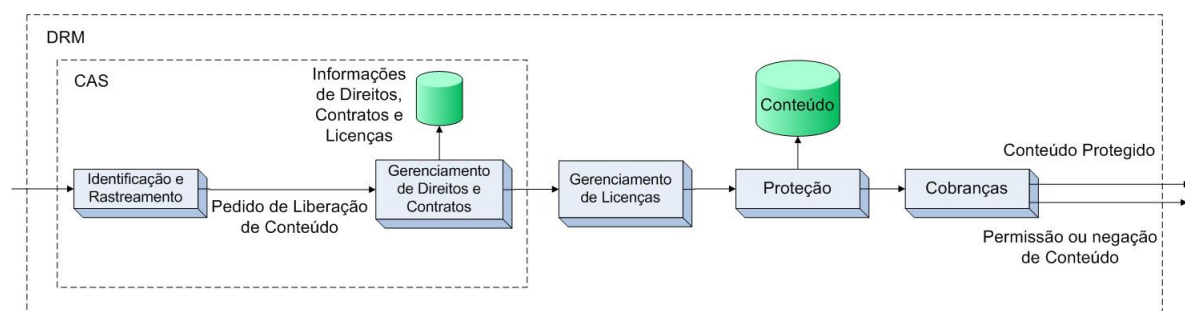 DRM
CAS
Informações
de Direitos,
Contratos e
Licenças
Conteúdo
Identificação e
Rastreamento
Pedido de Liberação
de Conteúdo
Gerenciamento
de Direitos e
Contratos
Gerenciamento
de Licenças
Proteção
Cobranças
Conteúdo Protegido
Permissão ou negação
de Conteúdo